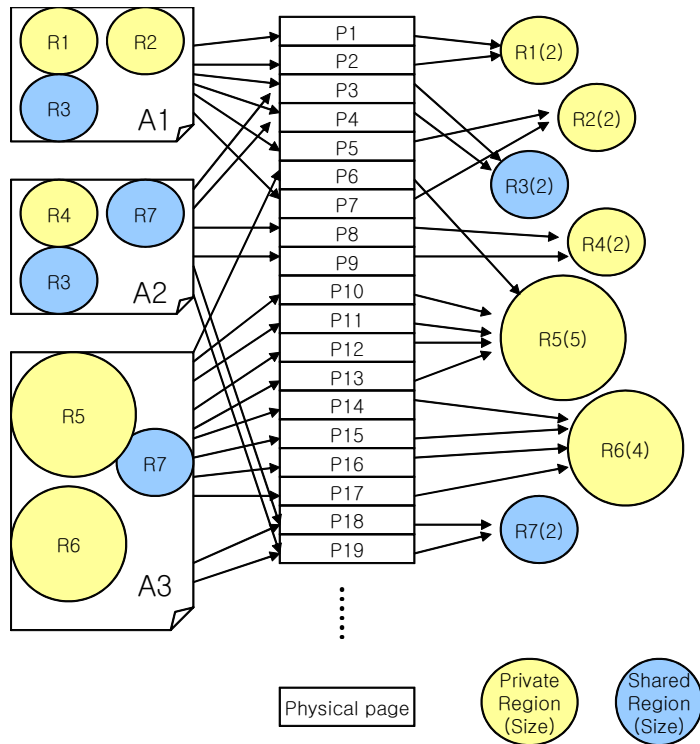 R1
R2
R3
A1
R4
R7
R3
A2
R5
R7
R6
A3
P1
P2
P3
P4
P5
P6
P7
P8
P9
P10
P11
P12
P13
P14
P15
P16
P17
P18
P19
R1(2)
R2(2)
R3(2)
R4(2)
R5(5)
R6(4)
R7(2)
Physical page
Private
Region
(Size)
Shared
Region
(Size)